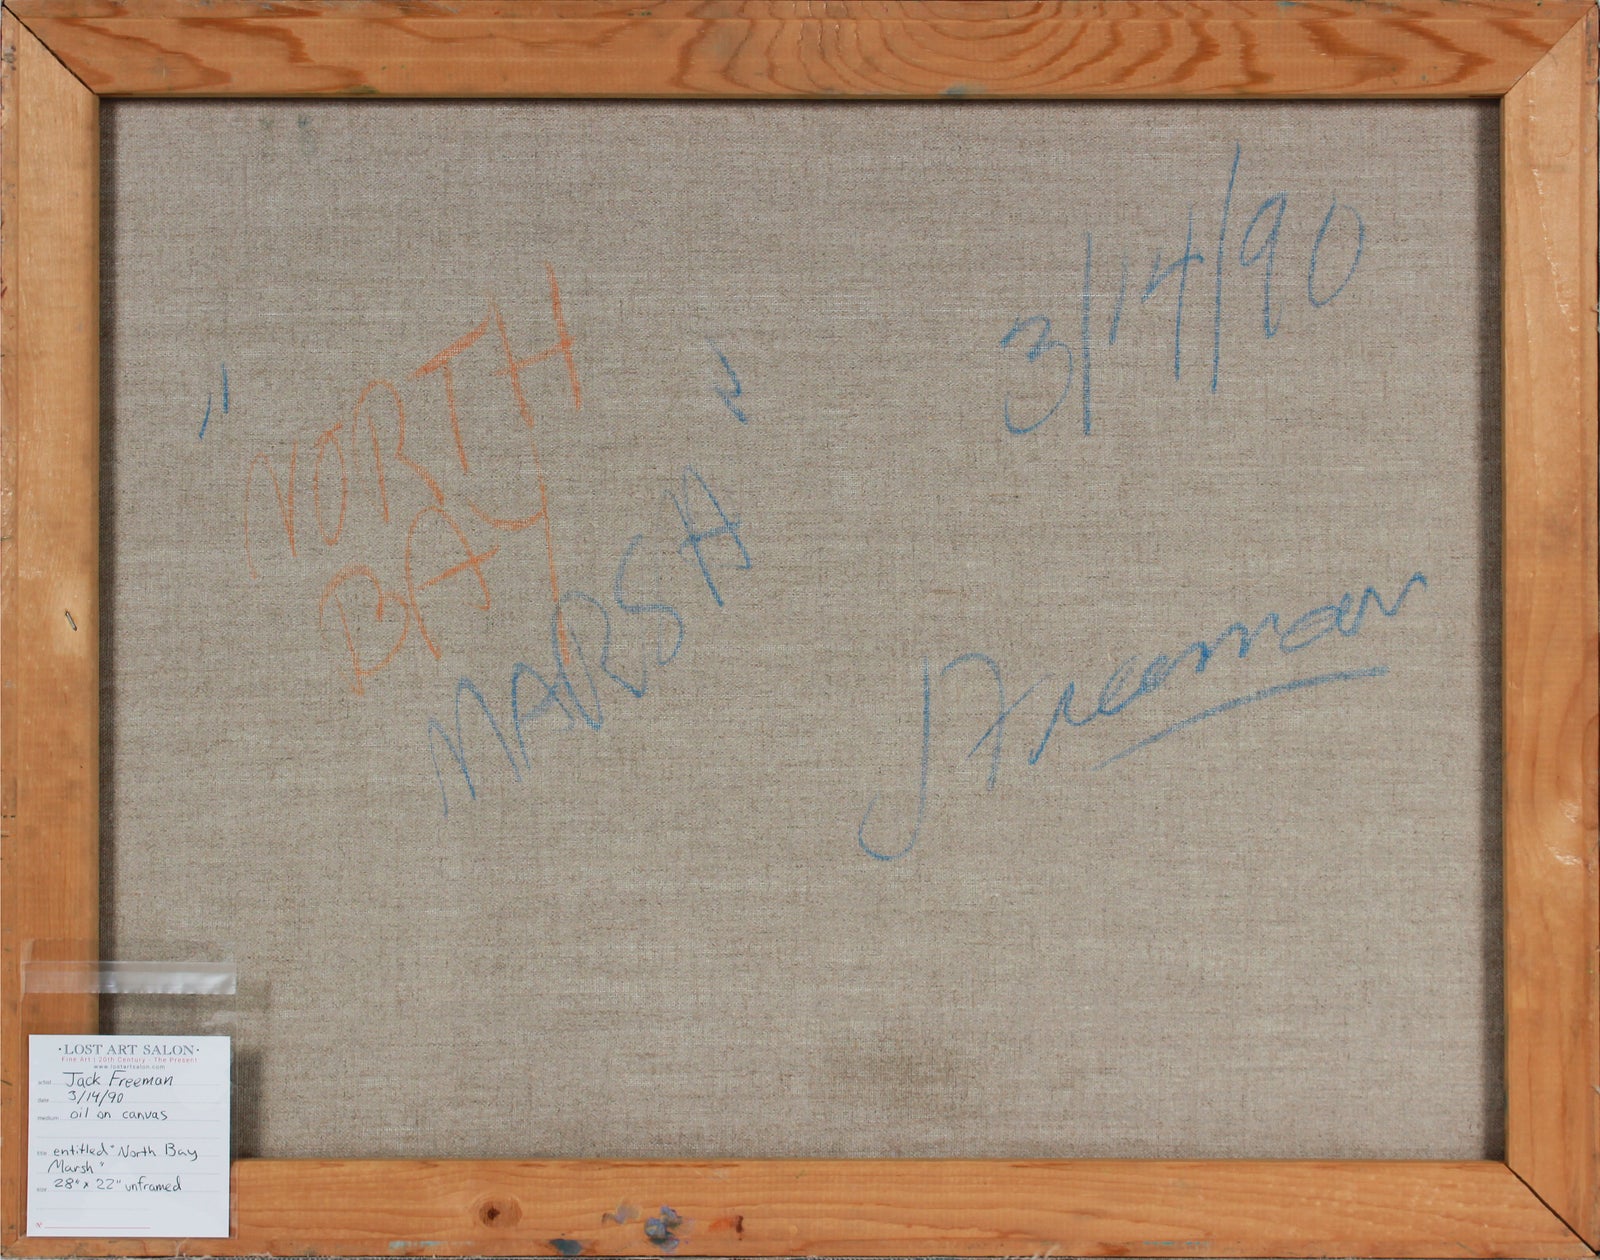 "NORTH
BAY
MARSH"
3/14/90
J Freeman
·LOST ART SALON·
Fine Art | 20th Century - The Present
www.lostartsalon.com
artist Jack Freeman
date 3/14/90
medium oil on canvas
title entitled "North Bay
Marsh"
size 28" x 22" unframed
N°